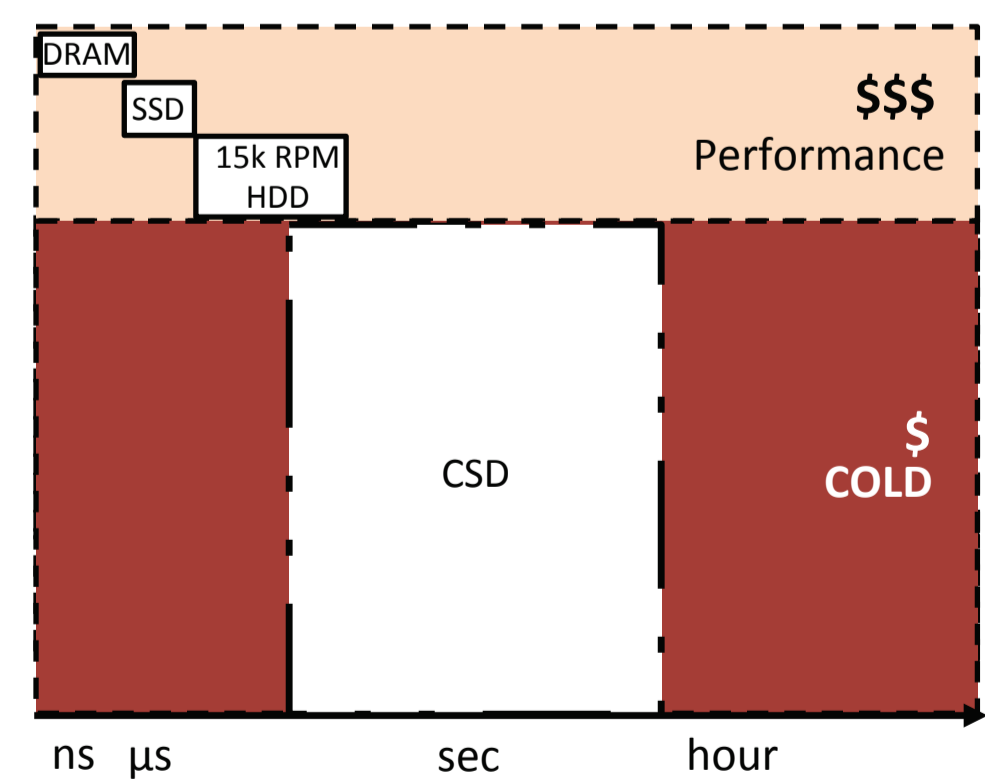 DRAM
SSD
15k RPM
HDD
$$$
Performance
CSD
$
COLD
ns µs sec hour